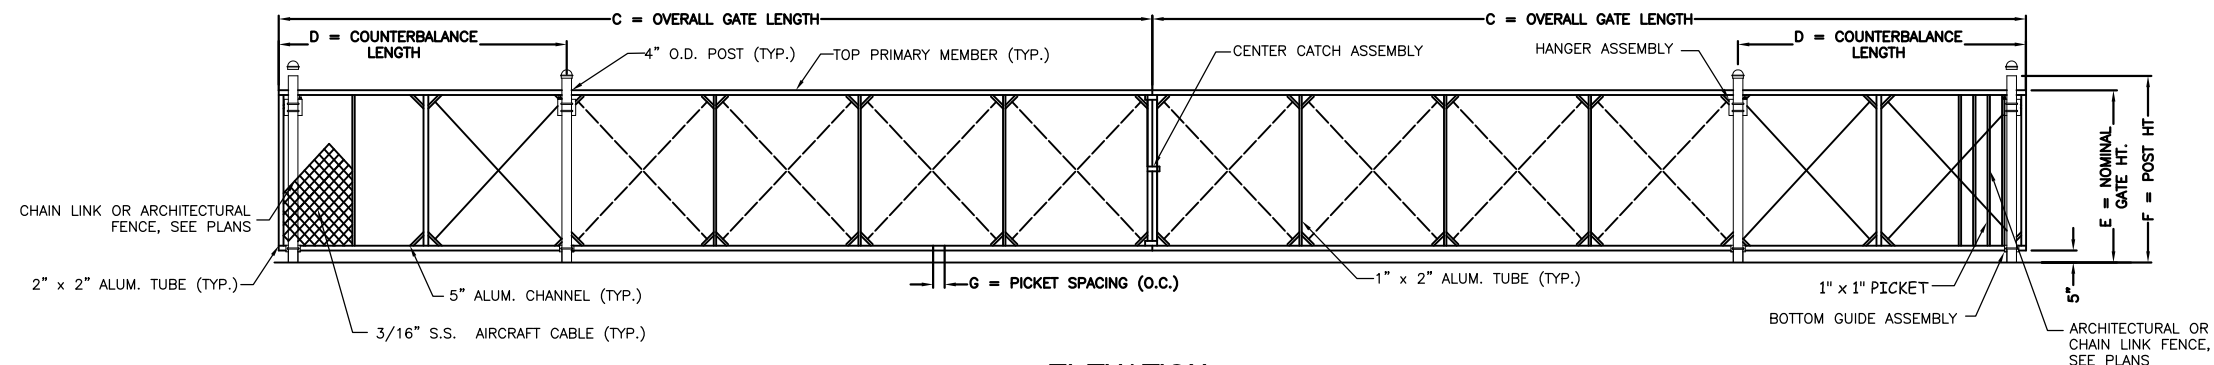 C = OVERALL GATE LENGTH
C = OVERALL GATE LENGTH
D = COUNTERBALANCE
LENGTH
4" O.D. POST (TYP.)
TOP PRIMARY MEMBER (TYP.)
CENTER CATCH ASSEMBLY
HANGER ASSEMBLY
D = COUNTERBALANCE
LENGTH
CHAIN LINK OR ARCHITECTURAL
FENCE, SEE PLANS
E = NOMINAL
GATE HT.
F = POST HT
2" x 2" ALUM. TUBE (TYP.)
5" ALUM. CHANNEL (TYP.)
3/16" S.S. AIRCRAFT CABLE (TYP.)
G = PICKET SPACING (O.C.)
1" x 2" ALUM. TUBE (TYP.)
1" x 1" PICKET
5"
BOTTOM GUIDE ASSEMBLY
ARCHITECTURAL OR
CHAIN LINK FENCE,
SEE PLANS